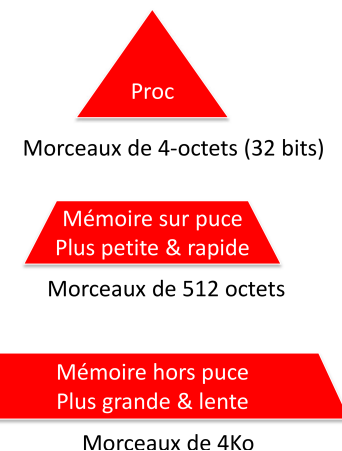 Proc
Morceaux de 4-octets (32 bits)
Mémoire sur puce
Plus petite & rapide
Morceaux de 512 octets
Mémoire hors puce
Plus grande & lente
Morceaux de 4Ko